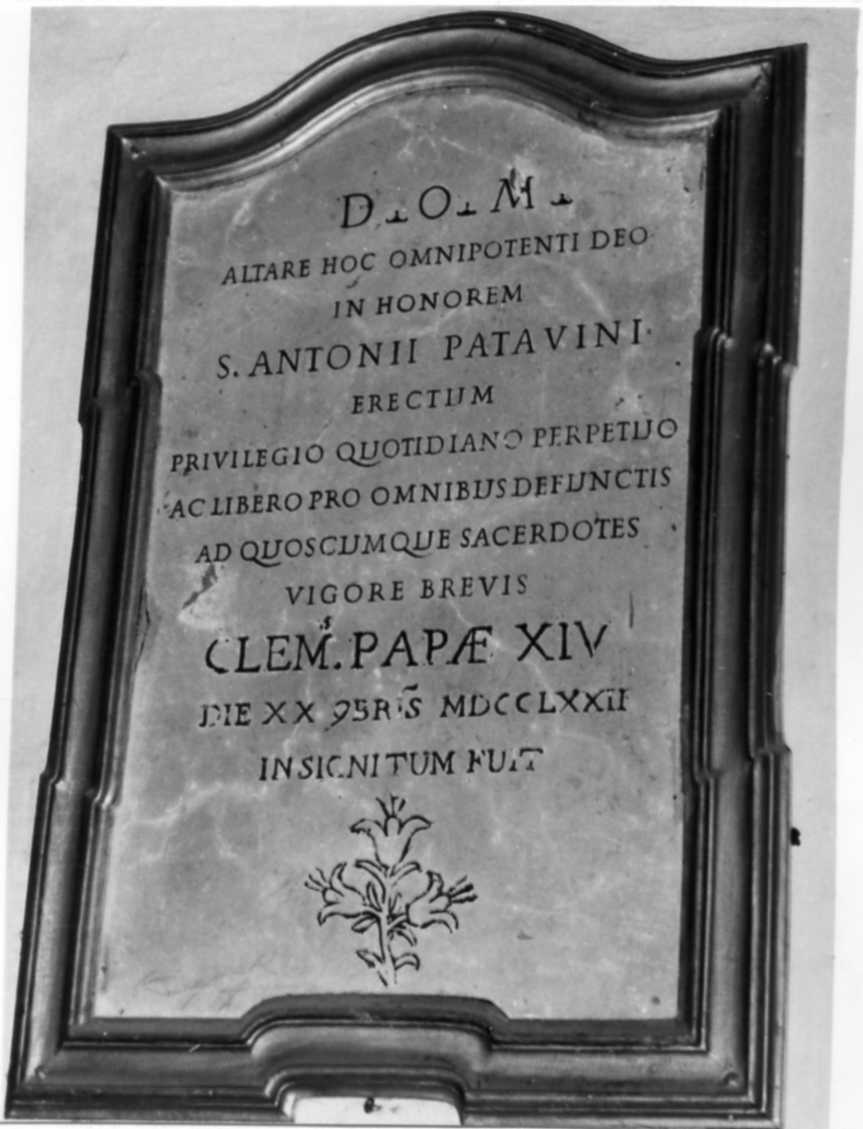 D. O. M.
ALTARE HOC OMNIPOTENTI DEO
IN HONOREM
S. ANTONII PATAVINI
ERECTUM
PRIVILEGIO QUOTIDIANO PERPETUO
AC LIBERO PRO OMNIBUS DEFUNCTIS
AD QUOSCUMQUE SACERDOTES
VIGORE BREVIS
CLEM.ˢ PAPÆ XIV
DIE XX 9BRIS̃ MDCCLXXII
INSIGNITUM FUIT